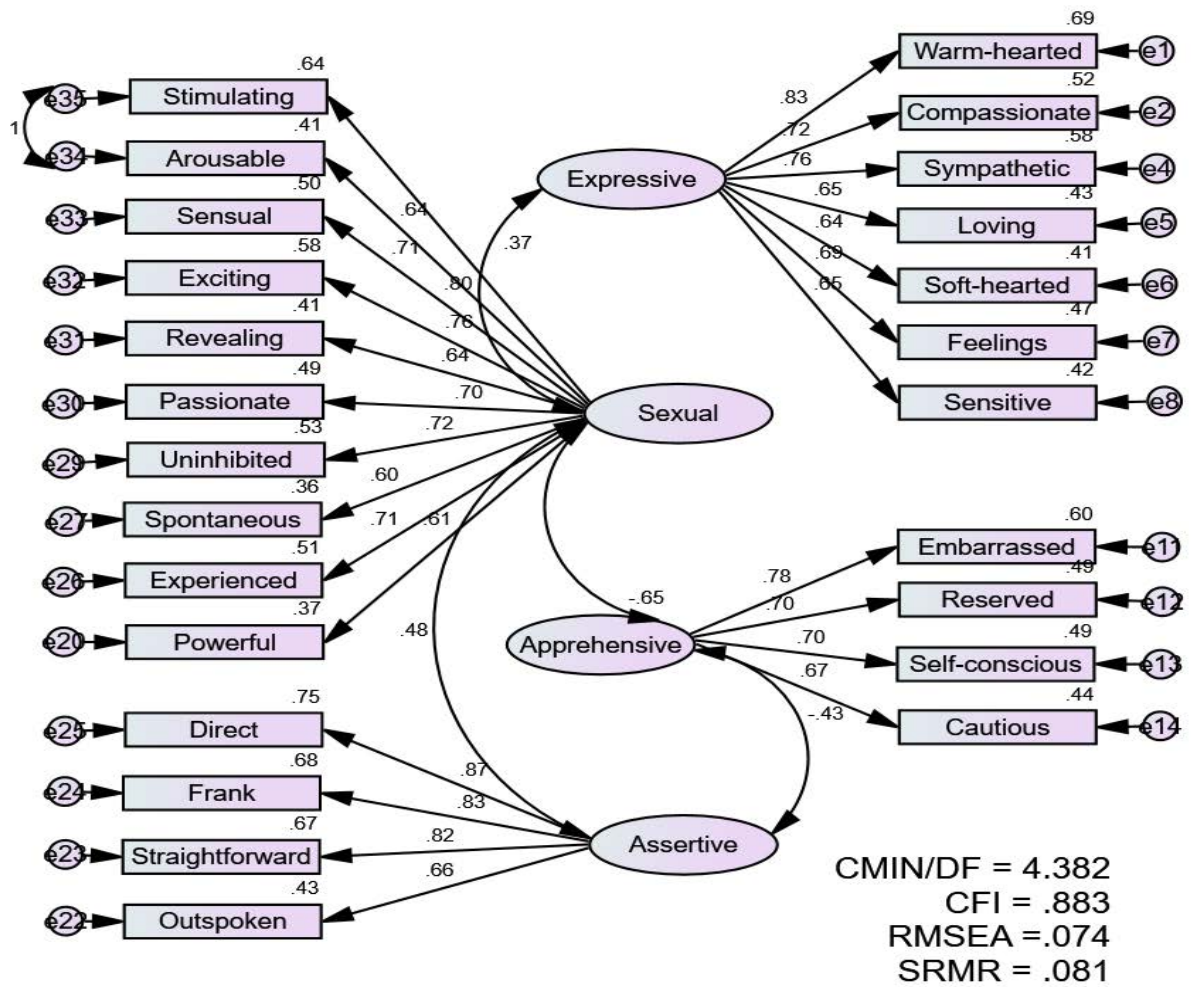 .64
e35 Stimulating
1
.41
e34 Arousable
.50
e33 Sensual
.58
e32 Exciting
.41
e31 Revealing
.49
e30 Passionate
.53
e29 Uninhibited
.36
e27 Spontaneous
.51
e26 Experienced
.37
e20 Powerful
.75
e25 Direct
.68
e24 Frank
.67
e23 Straightforward
.43
e22 Outspoken
.64
.71
.80
.76
.64
.70
.72
.60
.71 .61
.37
.48
-.65
-.43
.87
.83
.82
.66
Expressive
Sexual
Apprehensive
Assertive
.83
.72
.76
.65
.64
.69
.65
.78
.70
.70
.67
.69
Warm-hearted e1
.52
Compassionate e2
.58
Sympathetic e4
.43
Loving e5
.41
Soft-hearted e6
.47
Feelings e7
.42
Sensitive e8
.60
Embarrassed e11
.49
Reserved e12
.49
Self-conscious e13
.44
Cautious e14
CMIN/DF = 4.382
CFI = .883
RMSEA =.074
SRMR = .081